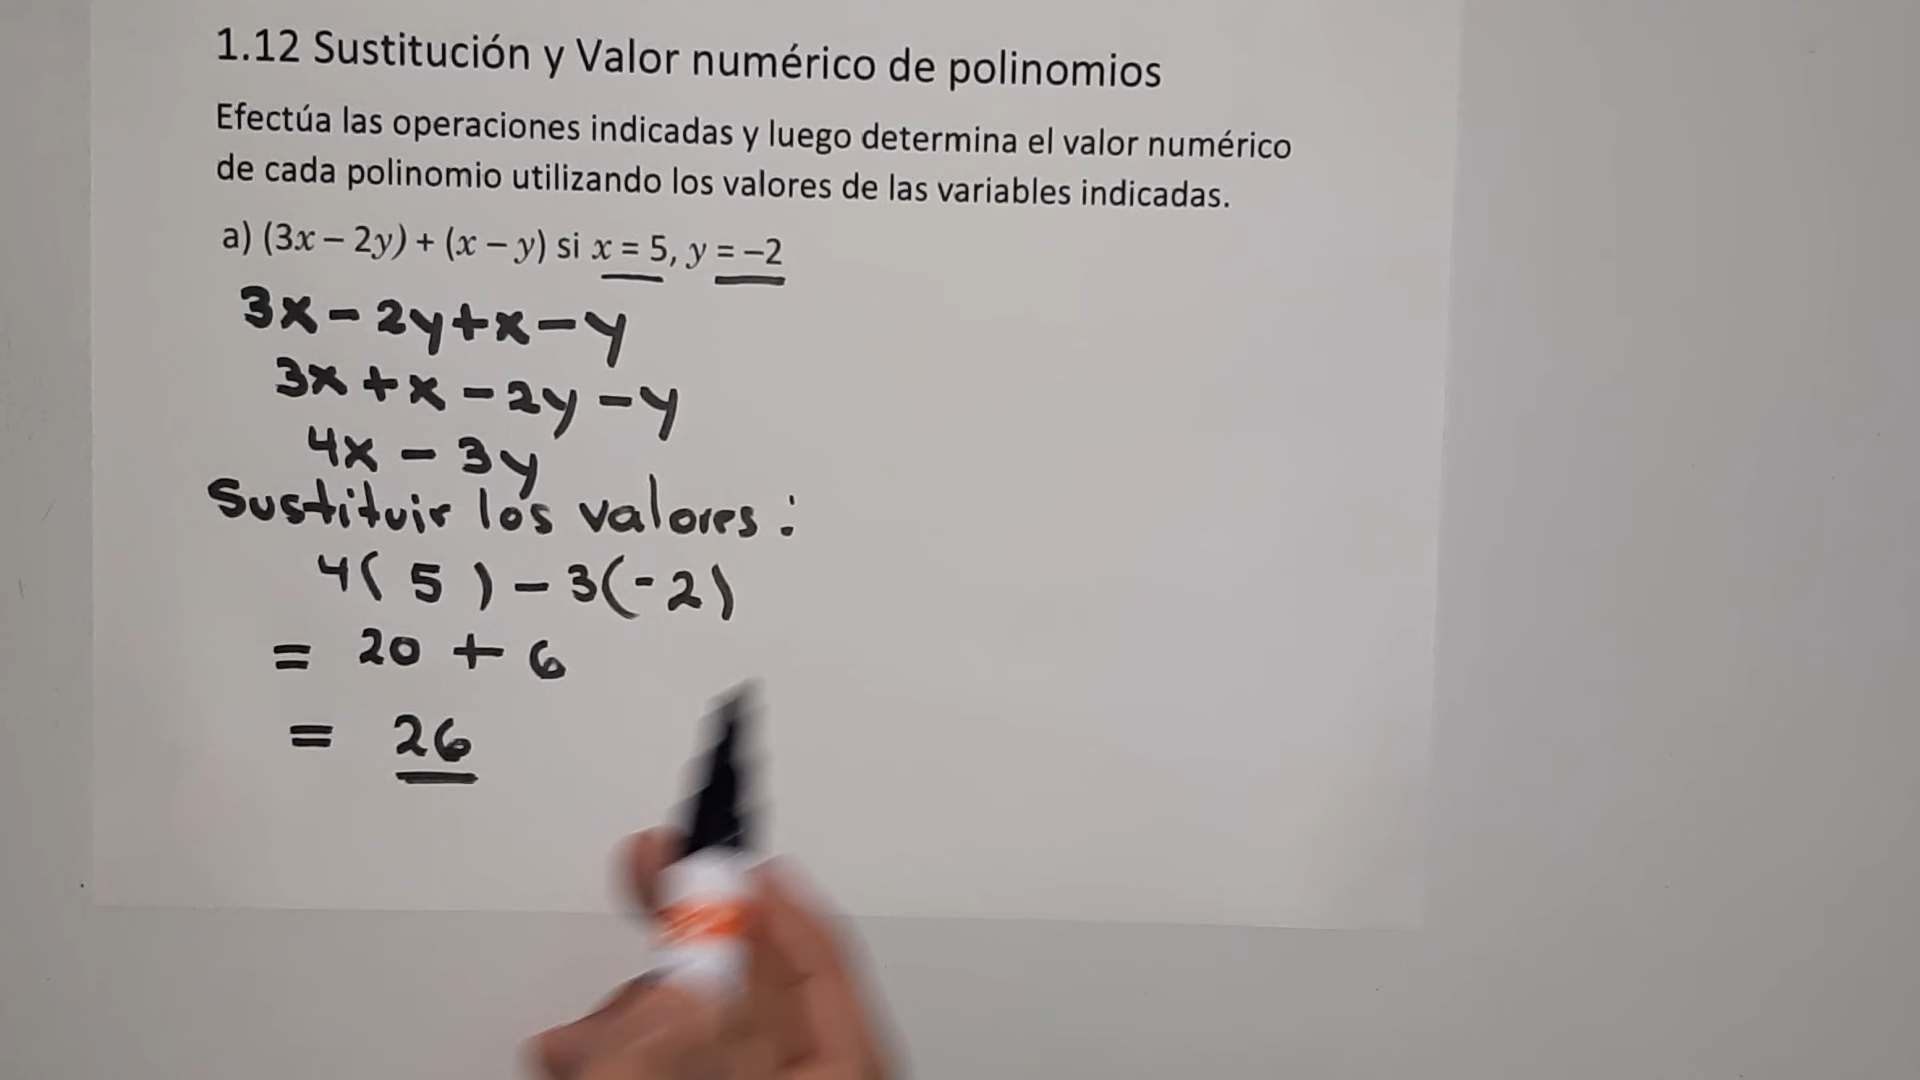 1.12 Sustitución y Valor numérico de polinomios
Efectúa las operaciones indicadas y luego determina el valor numérico
de cada polinomio utilizando los valores de las variables indicadas.
a) (3x – 2y) + (x – y) si x = 5, y = –2
3x - 2y + x - y
3x + x - 2y - y
4x - 3y
Sustituir los valores:
4( 5 ) - 3(-2)
= 20 + 6
= 26